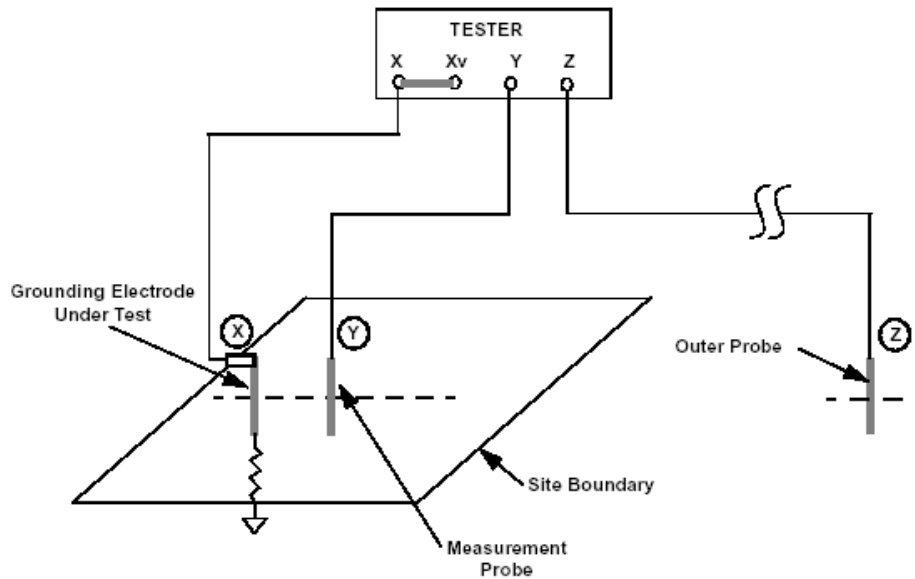 TESTER
X Xv Y Z
Grounding Electrode
Under Test
X
Y
Z
Outer Probe
Site Boundary
Measurement
Probe